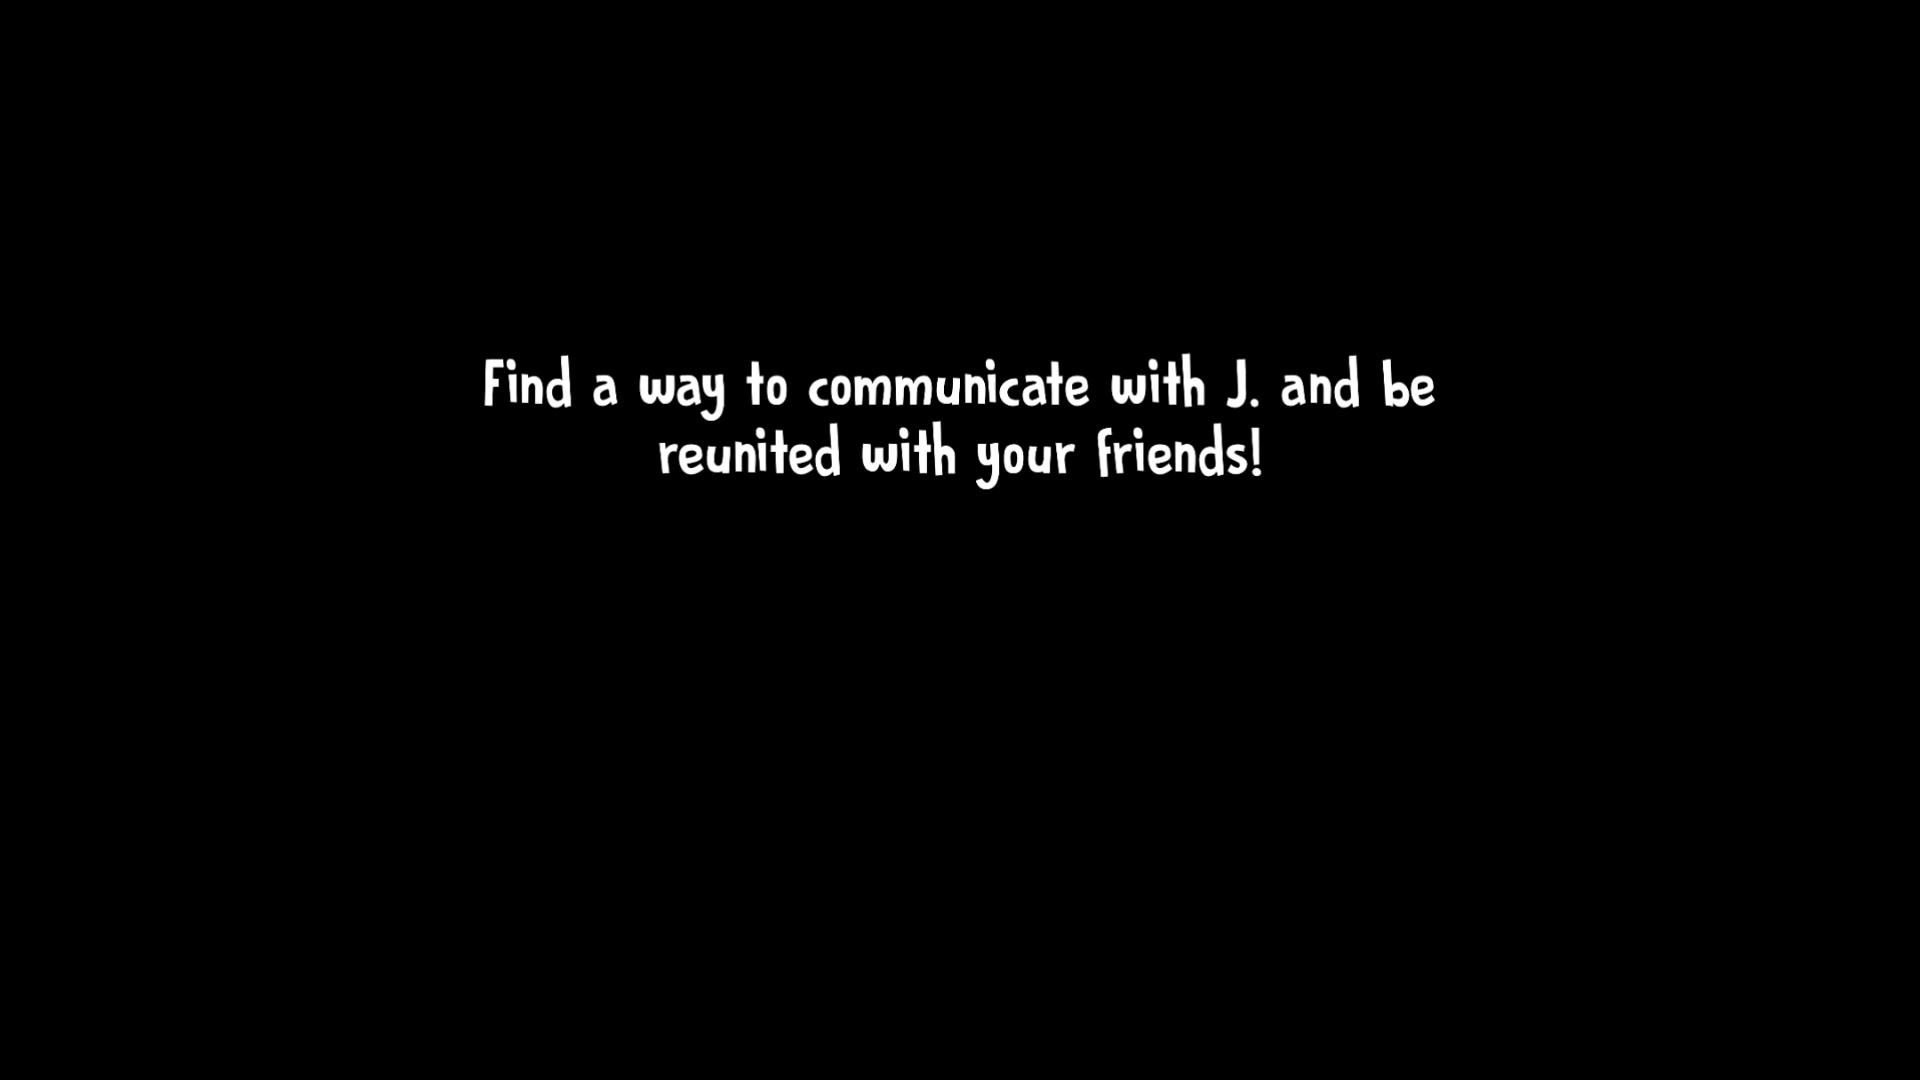 Find a way to communicate with J. and be
reunited with your friends!